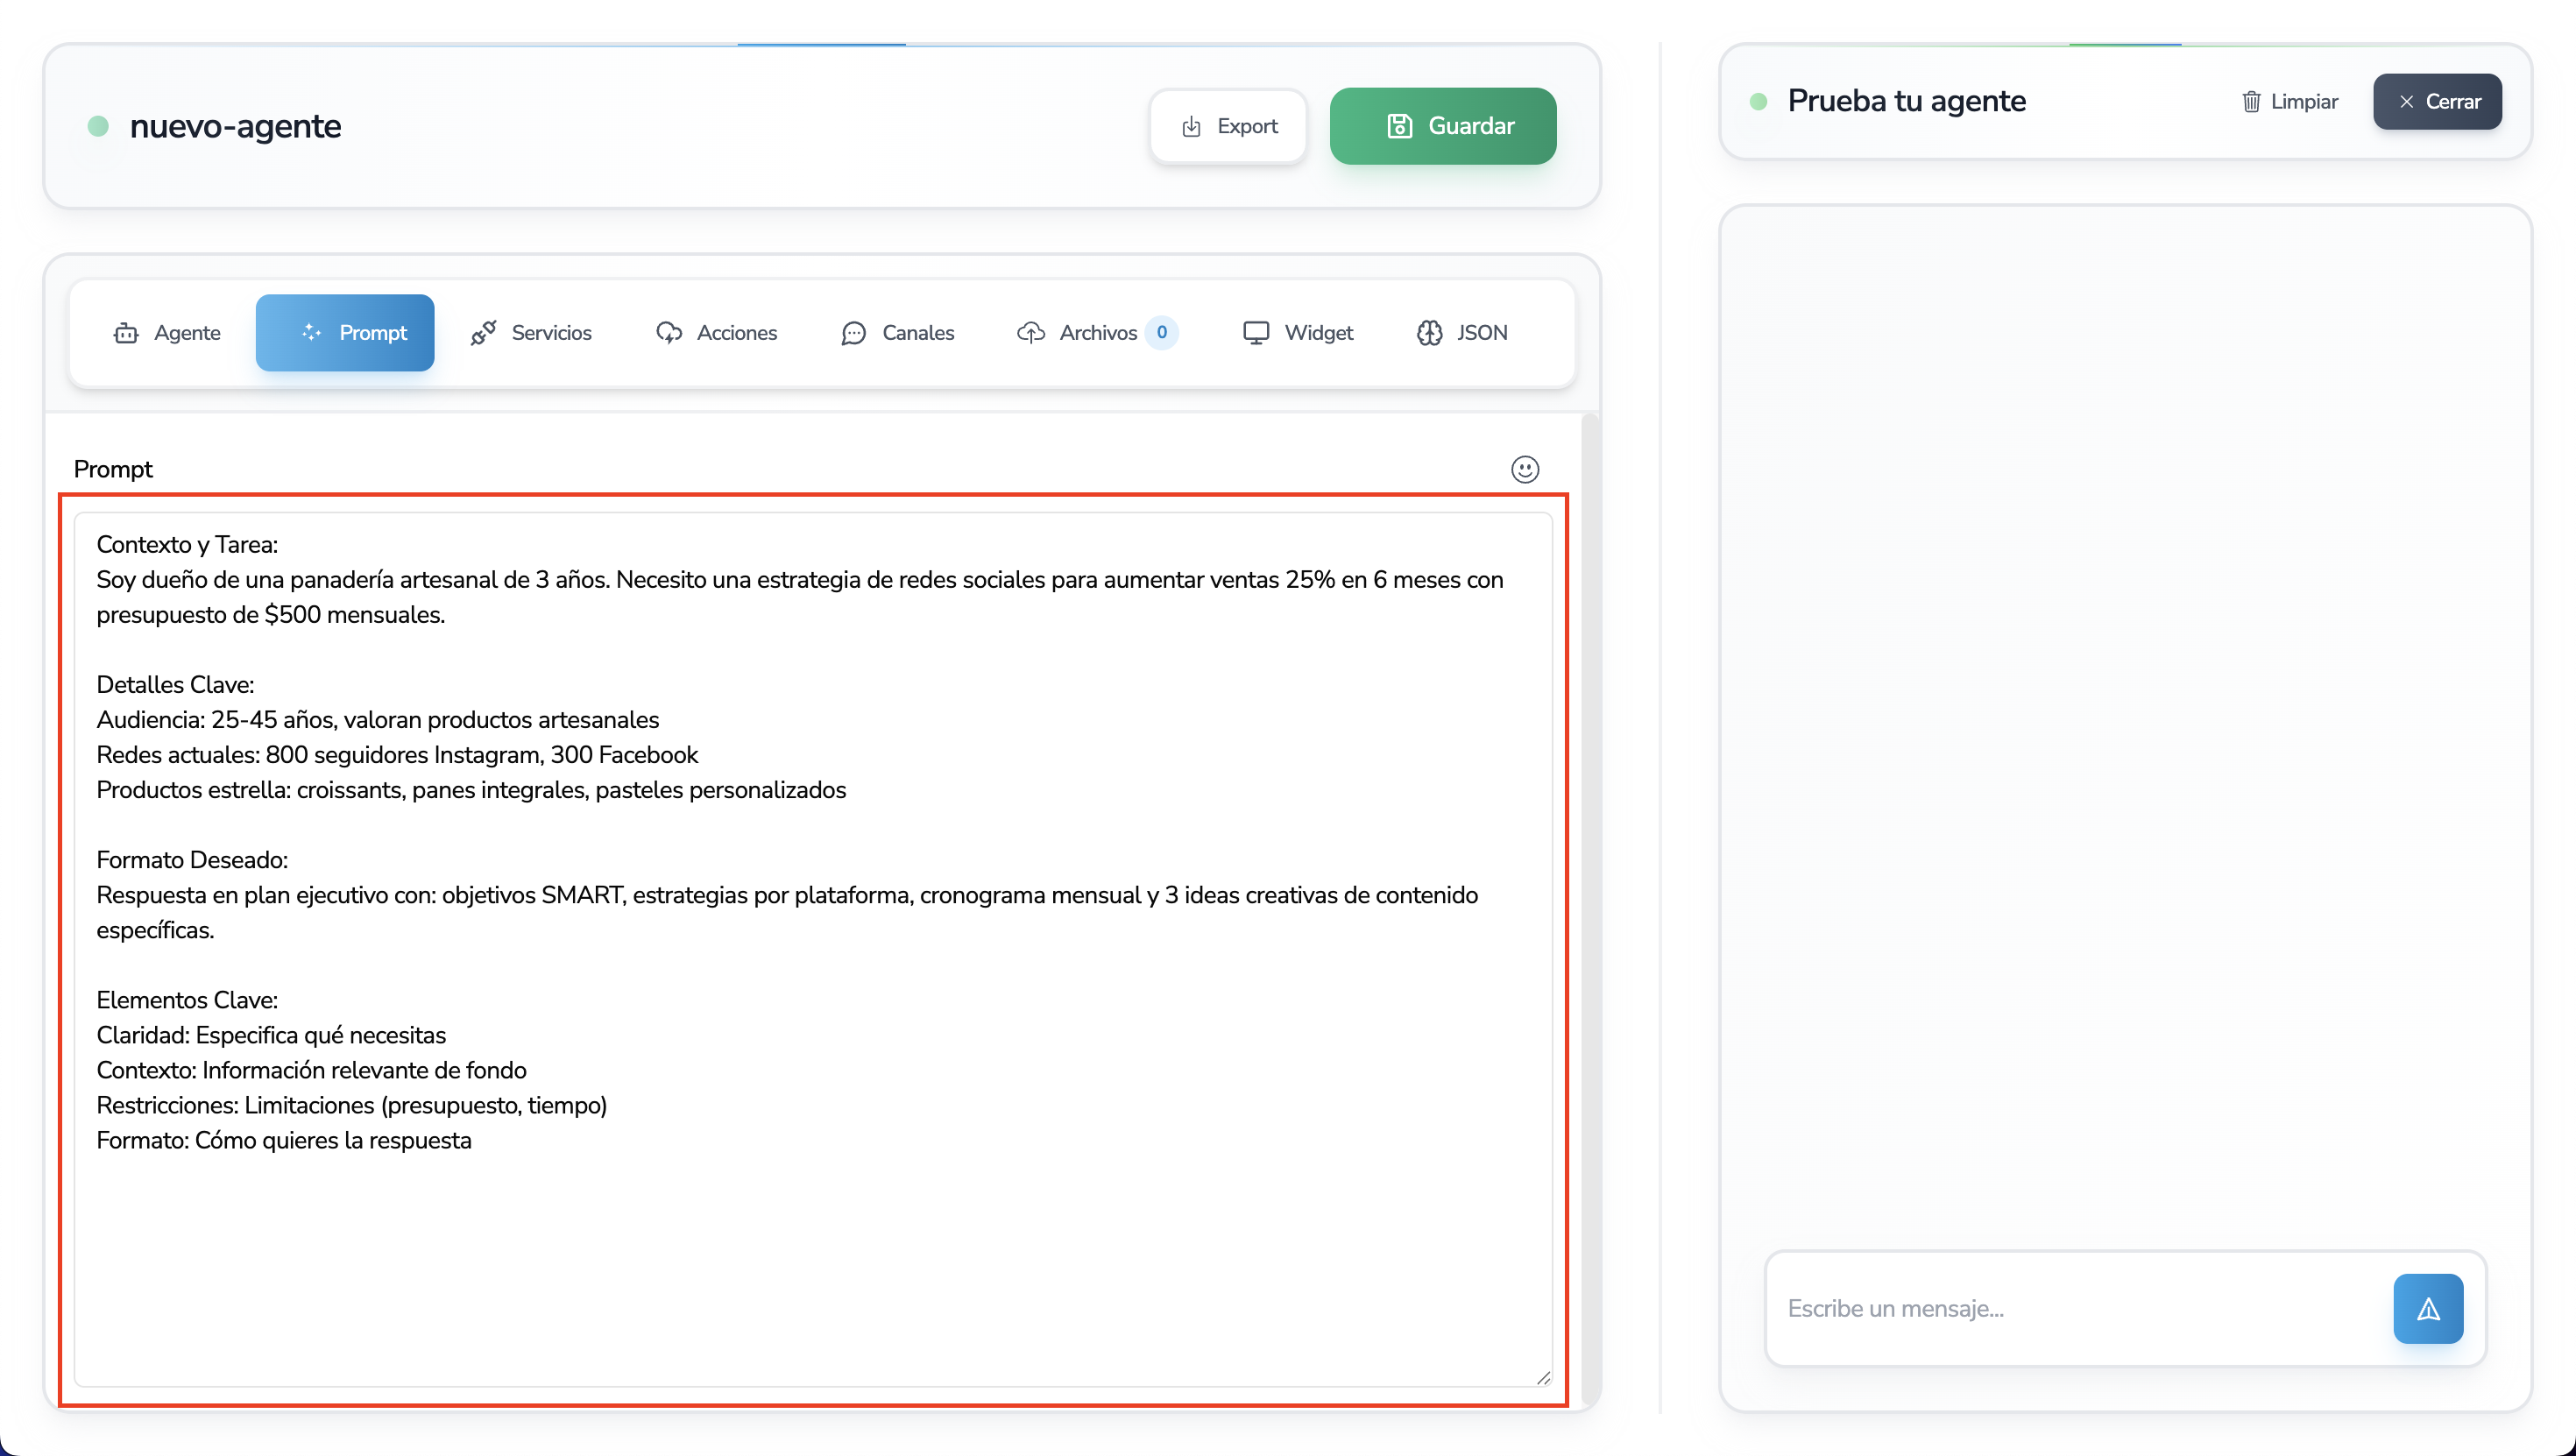 nuevo-agente
Export
Guardar
Agente
Prompt
Servicios
Acciones
Canales
Archivos 0
Widget
JSON
Prompt
Contexto y Tarea:
Soy dueño de una panadería artesanal de 3 años. Necesito una estrategia de redes sociales para aumentar ventas 25% en 6 meses con
presupuesto de $500 mensuales.
Detalles Clave:
Audiencia: 25-45 años, valoran productos artesanales
Redes actuales: 800 seguidores Instagram, 300 Facebook
Productos estrella: croissants, panes integrales, pasteles personalizados
Formato Deseado:
Respuesta en plan ejecutivo con: objetivos SMART, estrategias por plataforma, cronograma mensual y 3 ideas creativas de contenido
específicas.
Elementos Clave:
Claridad: Especifica qué necesitas
Contexto: Información relevante de fondo
Restricciones: Limitaciones (presupuesto, tiempo)
Formato: Cómo quieres la respuesta
Prueba tu agente
Limpiar
Cerrar
Escribe un mensaje...